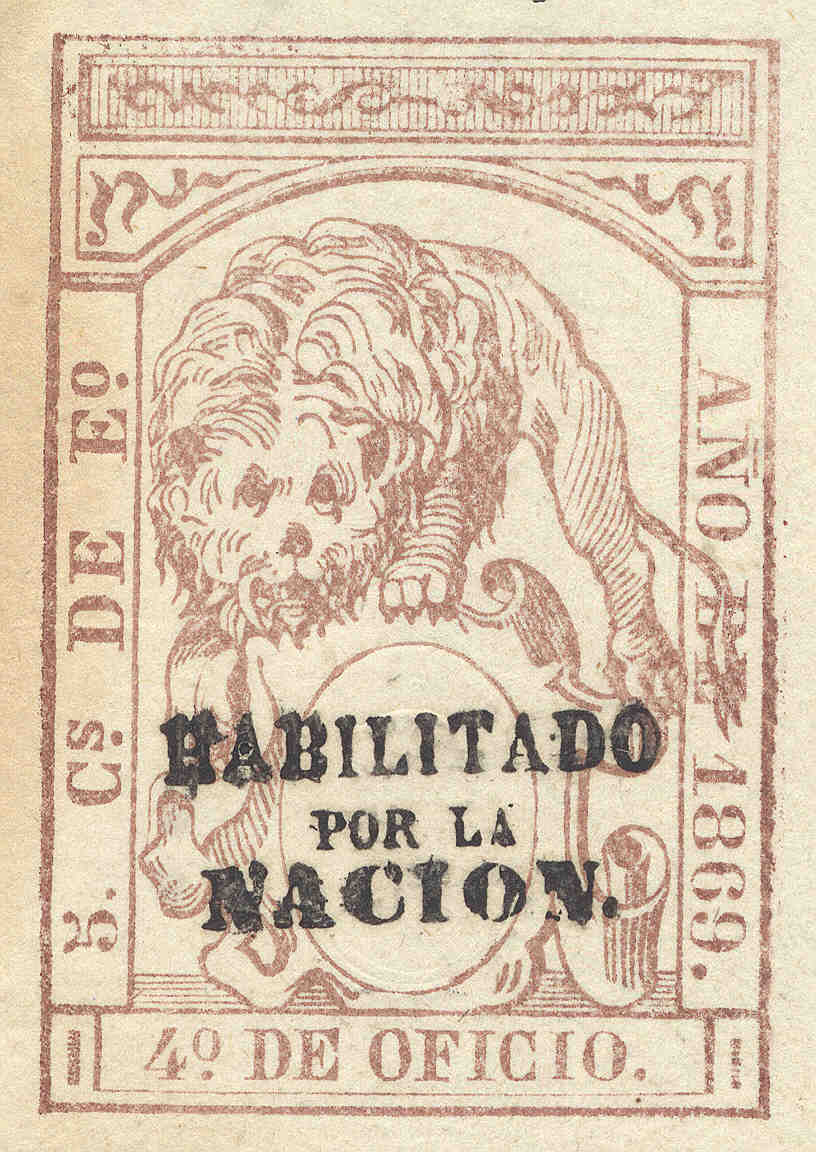 5. Cs. DE Eº.
AÑO DE 1869.
HABILITADO
POR LA
NACION.
4º DE OFICIO.